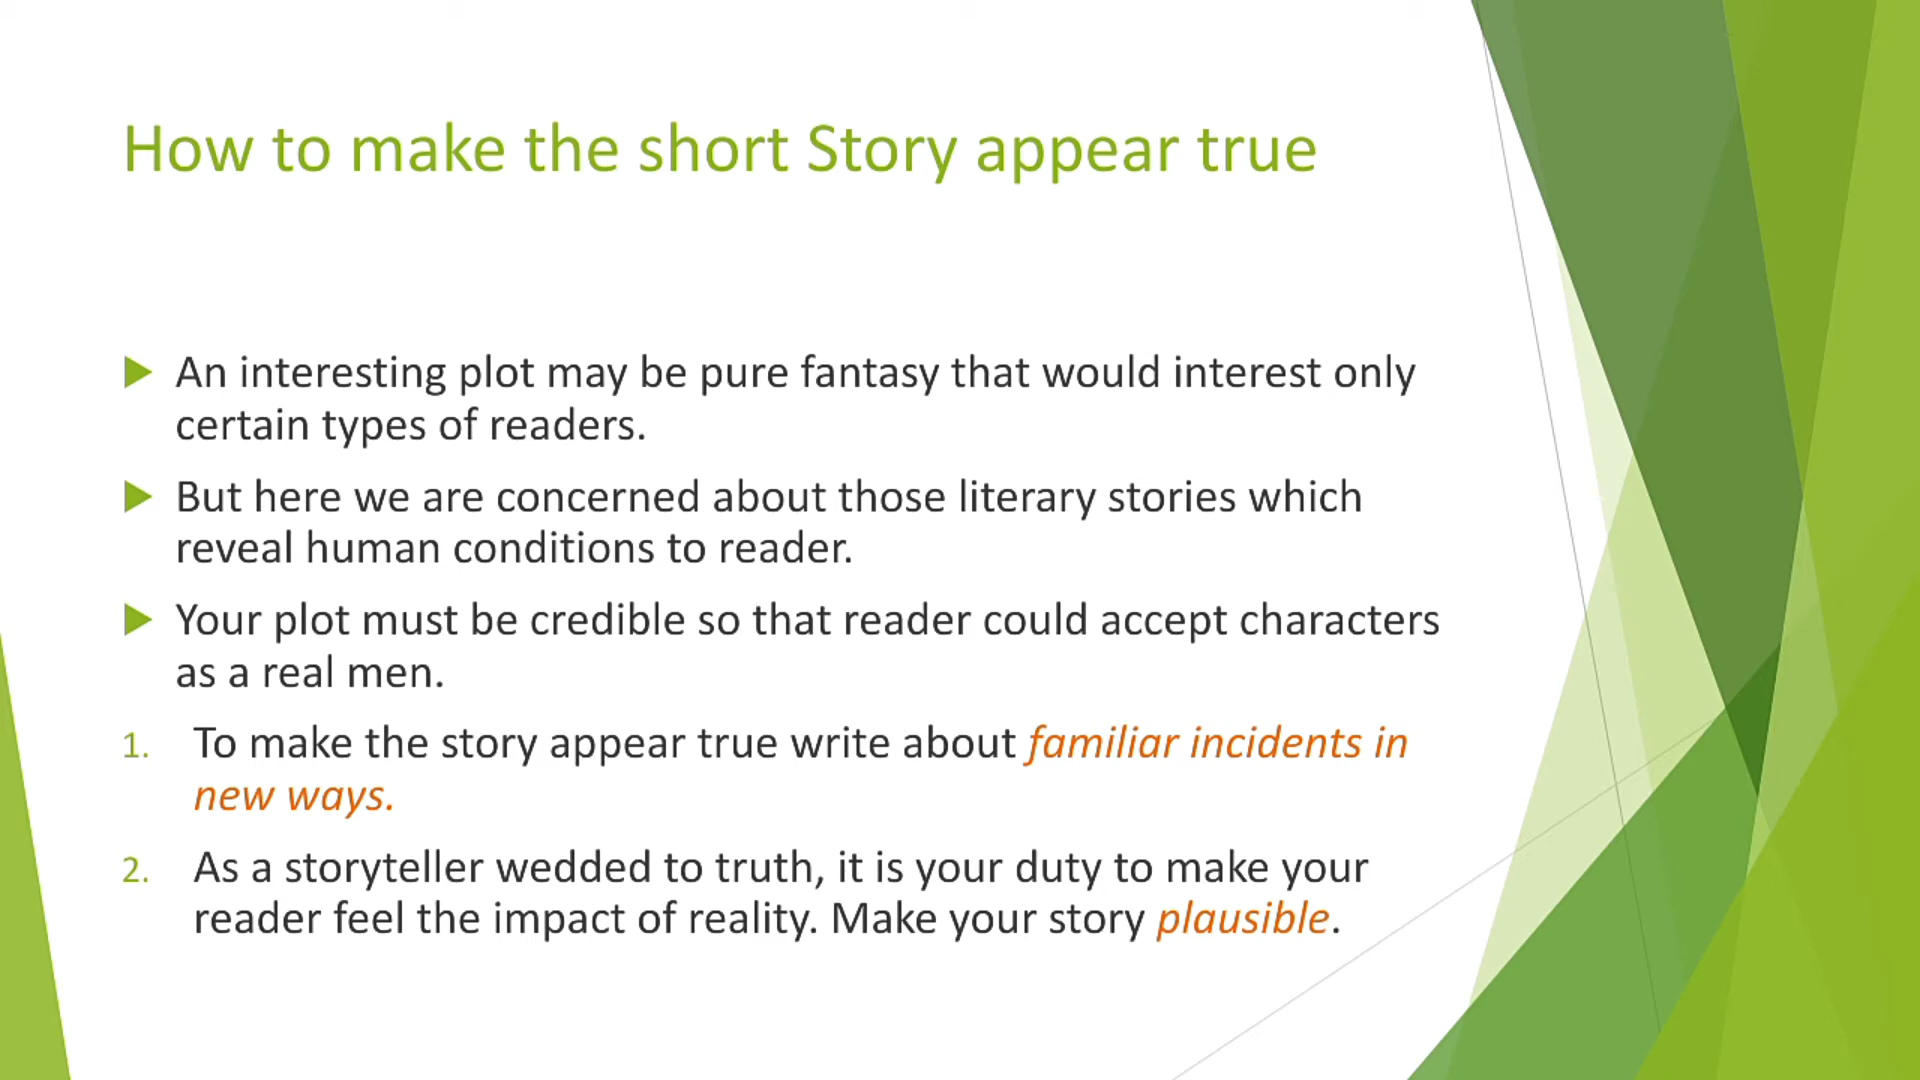 How to make the short Story appear true
An interesting plot may be pure fantasy that would interest only
certain types of readers.
But here we are concerned about those literary stories which
reveal human conditions to reader.
Your plot must be credible so that reader could accept characters
as a real men.
1. To make the story appear true write about familiar incidents in
new ways.
2. As a storyteller wedded to truth, it is your duty to make your
reader feel the impact of reality. Make your story plausible.